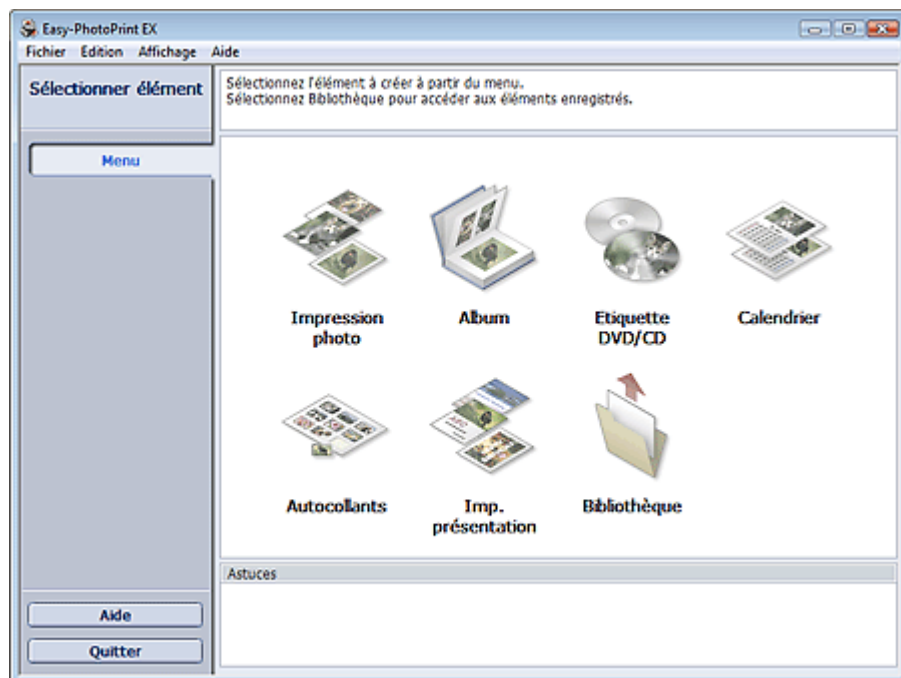 Easy-PhotoPrint EX
Fichier Edition Affichage Aide
Sélectionner élément
Sélectionnez l'élément à créer à partir du menu.
Sélectionnez Bibliothèque pour accéder aux éléments enregistrés.
Menu
Impression
photo
Album
Etiquette
DVD/CD
Calendrier
Autocollants
Imp.
présentation
Bibliothèque
Astuces
Aide
Quitter